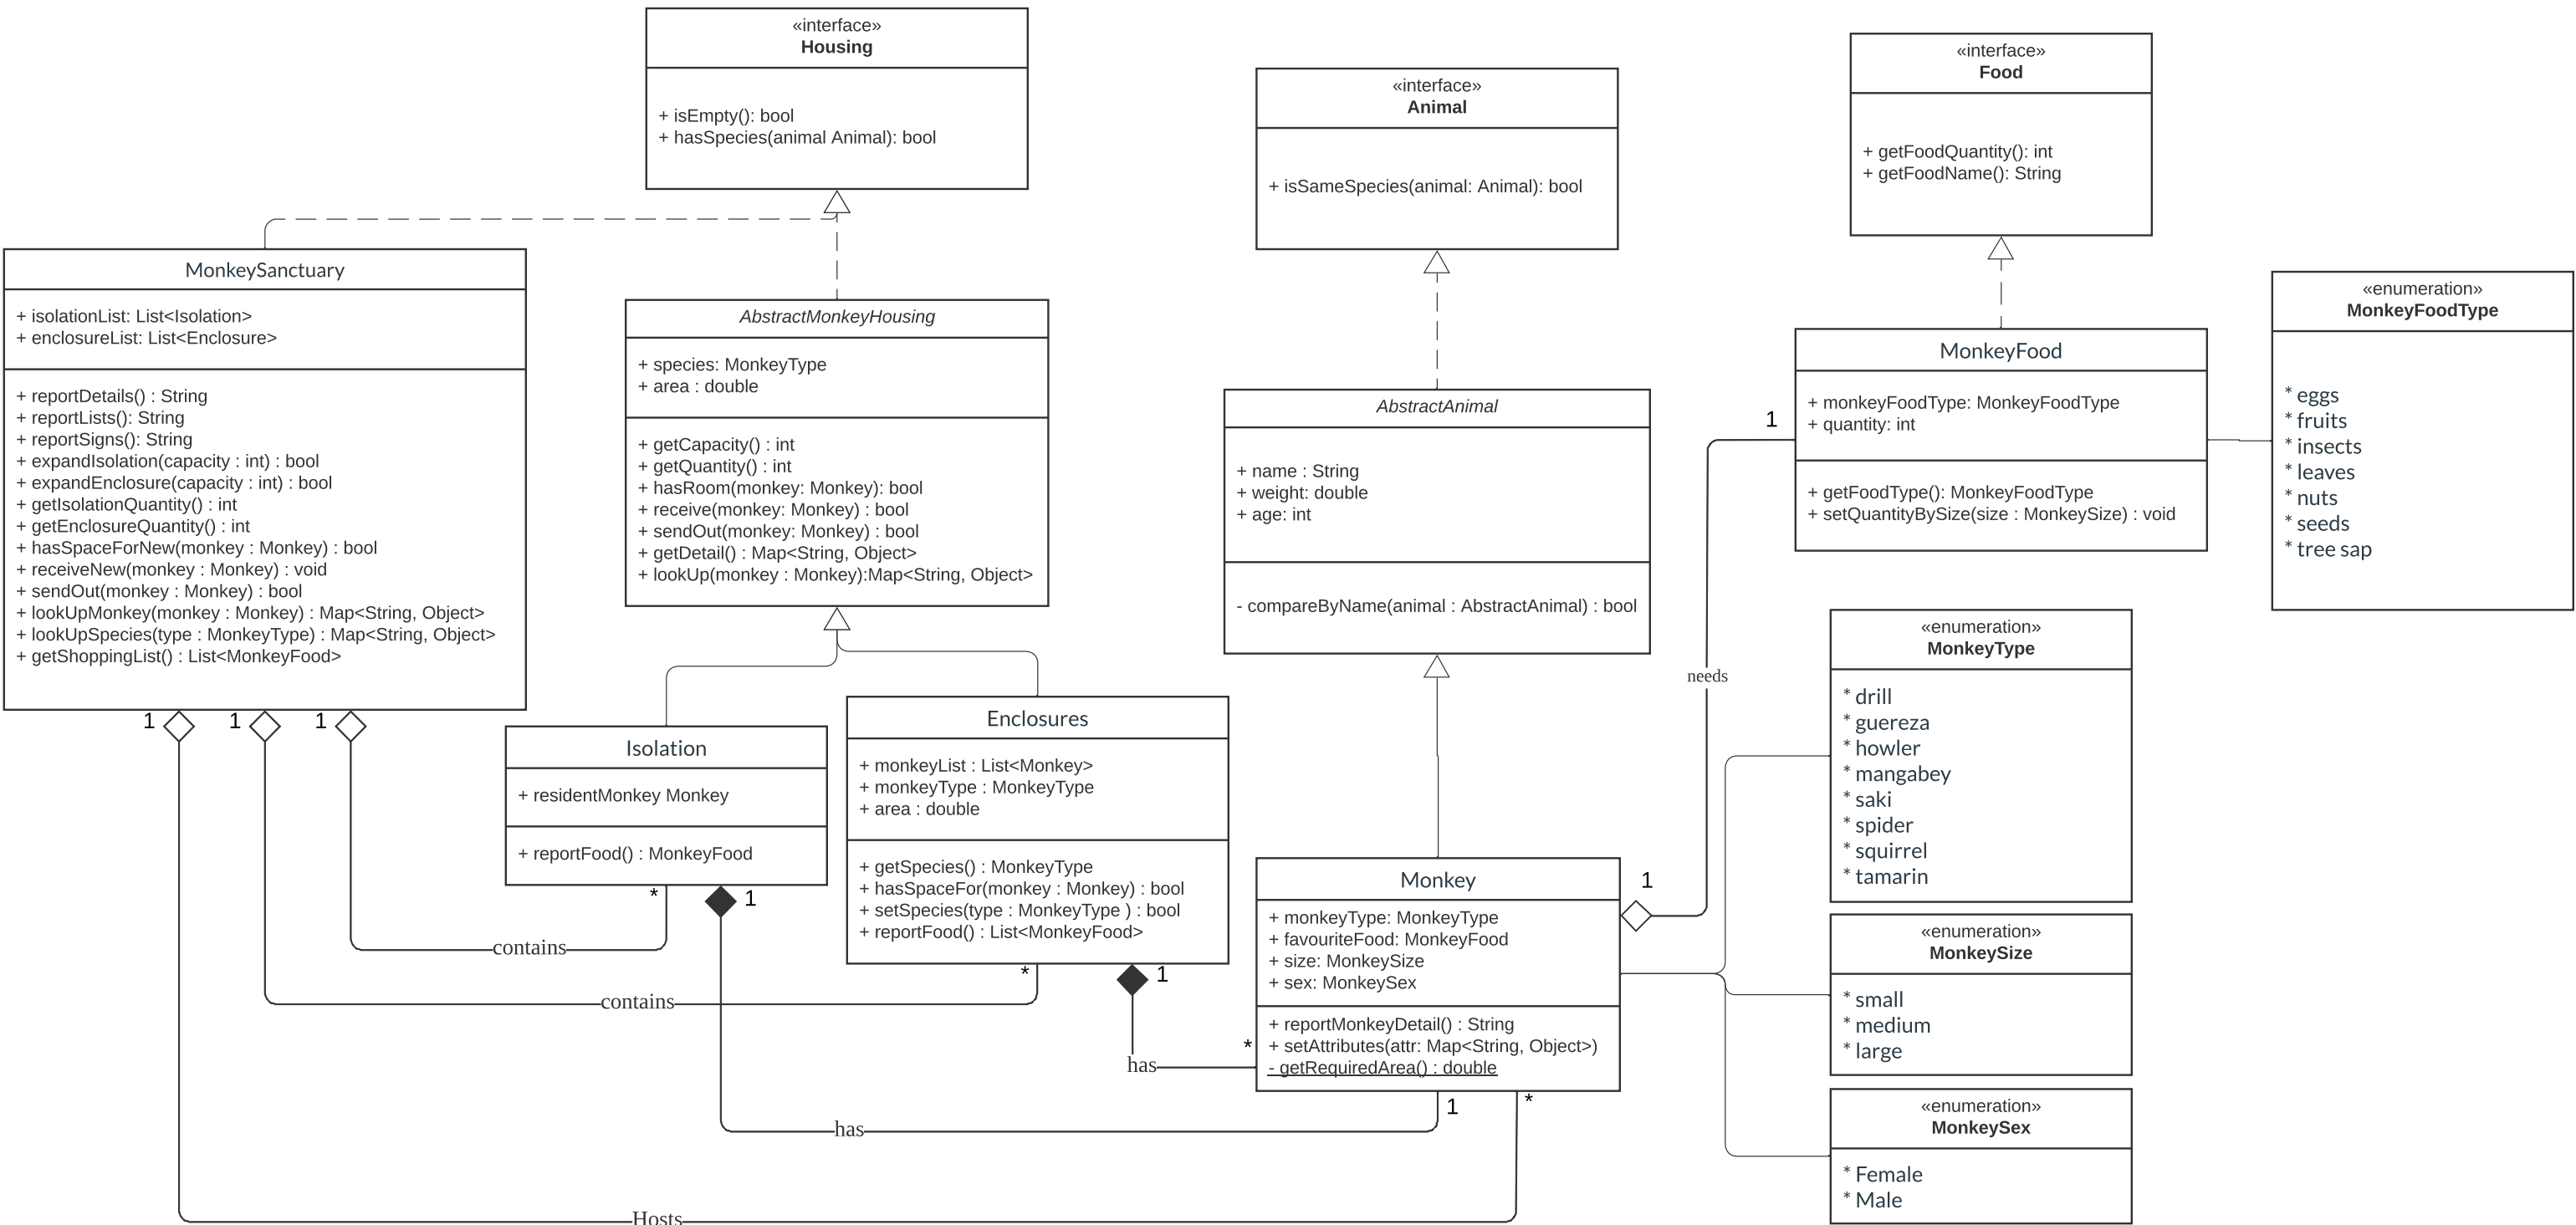 «interface»
Housing
+ isEmpty(): bool
+ hasSpecies(animal Animal): bool
«interface»
Animal
+ isSameSpecies(animal: Animal): bool
«interface»
Food
+ getFoodQuantity(): int
+ getFoodName(): String
MonkeySanctuary
+ isolationList: List<Isolation>
+ enclosureList: List<Enclosure>
+ reportDetails() : String
+ reportLists(): String
+ reportSigns(): String
+ expandIsolation(capacity : int) : bool
+ expandEnclosure(capacity : int) : bool
+ getIsolationQuantity() : int
+ getEnclosureQuantity() : int
+ hasSpaceForNew(monkey : Monkey) : bool
+ receiveNew(monkey : Monkey) : void
+ sendOut(monkey : Monkey) : bool
+ lookUpMonkey(monkey : Monkey) : Map<String, Object>
+ lookUpSpecies(type : MonkeyType) : Map<String, Object>
+ getShoppingList() : List<MonkeyFood>
1
1
1
AbstractMonkeyHousing
+ species: MonkeyType
+ area : double
+ getCapacity() : int
+ getQuantity() : int
+ hasRoom(monkey: Monkey): bool
+ receive(monkey: Monkey) : bool
+ sendOut(monkey: Monkey) : bool
+ getDetail() : Map<String, Object>
+ lookUp(monkey : Monkey):Map<String, Object>
AbstractAnimal
+ name : String
+ weight: double
+ age: int
- compareByName(animal : AbstractAnimal) : bool
MonkeyFood
+ monkeyFoodType: MonkeyFoodType
+ quantity: int
+ getFoodType(): MonkeyFoodType
+ setQuantityBySize(size : MonkeySize) : void
1
needs
1
«enumeration»
MonkeyFoodType
* eggs
* fruits
* insects
* leaves
* nuts
* seeds
* tree sap
Isolation
+ residentMonkey Monkey
+ reportFood() : MonkeyFood
*
1
contains
Enclosures
+ monkeyList : List<Monkey>
+ monkeyType : MonkeyType
+ area : double
+ getSpecies() : MonkeyType
+ hasSpaceFor(monkey : Monkey) : bool
+ setSpecies(type : MonkeyType ) : bool
+ reportFood() : List<MonkeyFood>
*
1
contains
has
*
Monkey
+ monkeyType: MonkeyType
+ favouriteFood: MonkeyFood
+ size: MonkeySize
+ sex: MonkeySex
+ reportMonkeyDetail() : String
+ setAttributes(attr: Map<String, Object>)
- getRequiredArea() : double
1
*
has
Hosts
«enumeration»
MonkeyType
* drill
* guereza
* howler
* mangabey
* saki
* spider
* squirrel
* tamarin
«enumeration»
MonkeySize
* small
* medium
* large
«enumeration»
MonkeySex
* Female
* Male